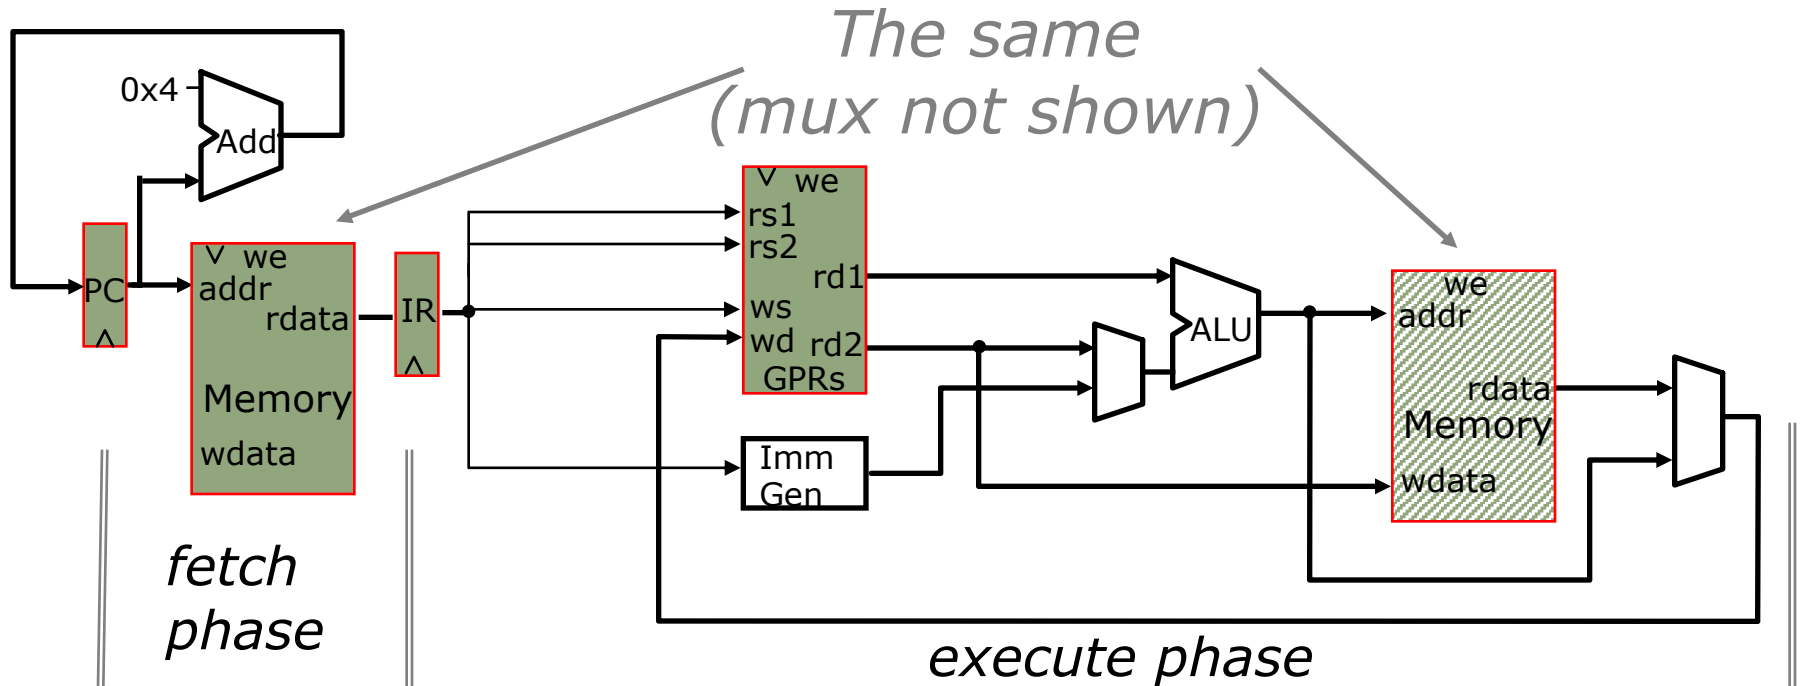 The same
(mux not shown)
0x4
Add
PC
we
addr
rdata
Memory
wdata
IR
we
rs1
rs2
rd1
ws
wd
rd2
GPRs
Imm
Gen
ALU
we
addr
rdata
Memory
wdata
fetch
phase
execute phase